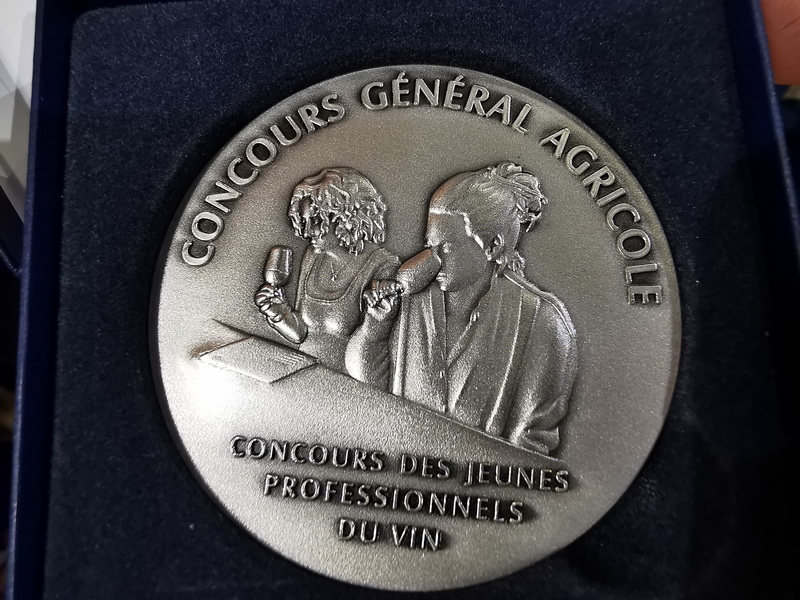 CONCOURS GÉNÉRAL AGRICOLE
CONCOURS DES JEUNES
PROFESSIONNELS
DU VIN